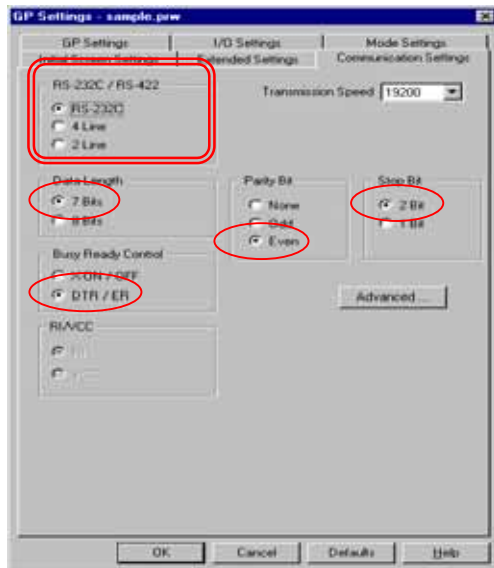 GP Settings - sample.prw
GP Settings
I/O Settings
Mode Settings
Initial Screen Settings
Extended Settings
Communication Settings
RS-232C / RS-422
RS-232C
4 Line
2 Line
Transmission Speed
19200
Data Length
7 Bits
8 Bits
Parity Bit
None
Odd
Even
Stop Bit
2 Bit
1 Bit
Busy Ready Control
XON / OFF
DTR / ER
Advanced ...
RI/VCC
OK
Cancel
Defaults
Help